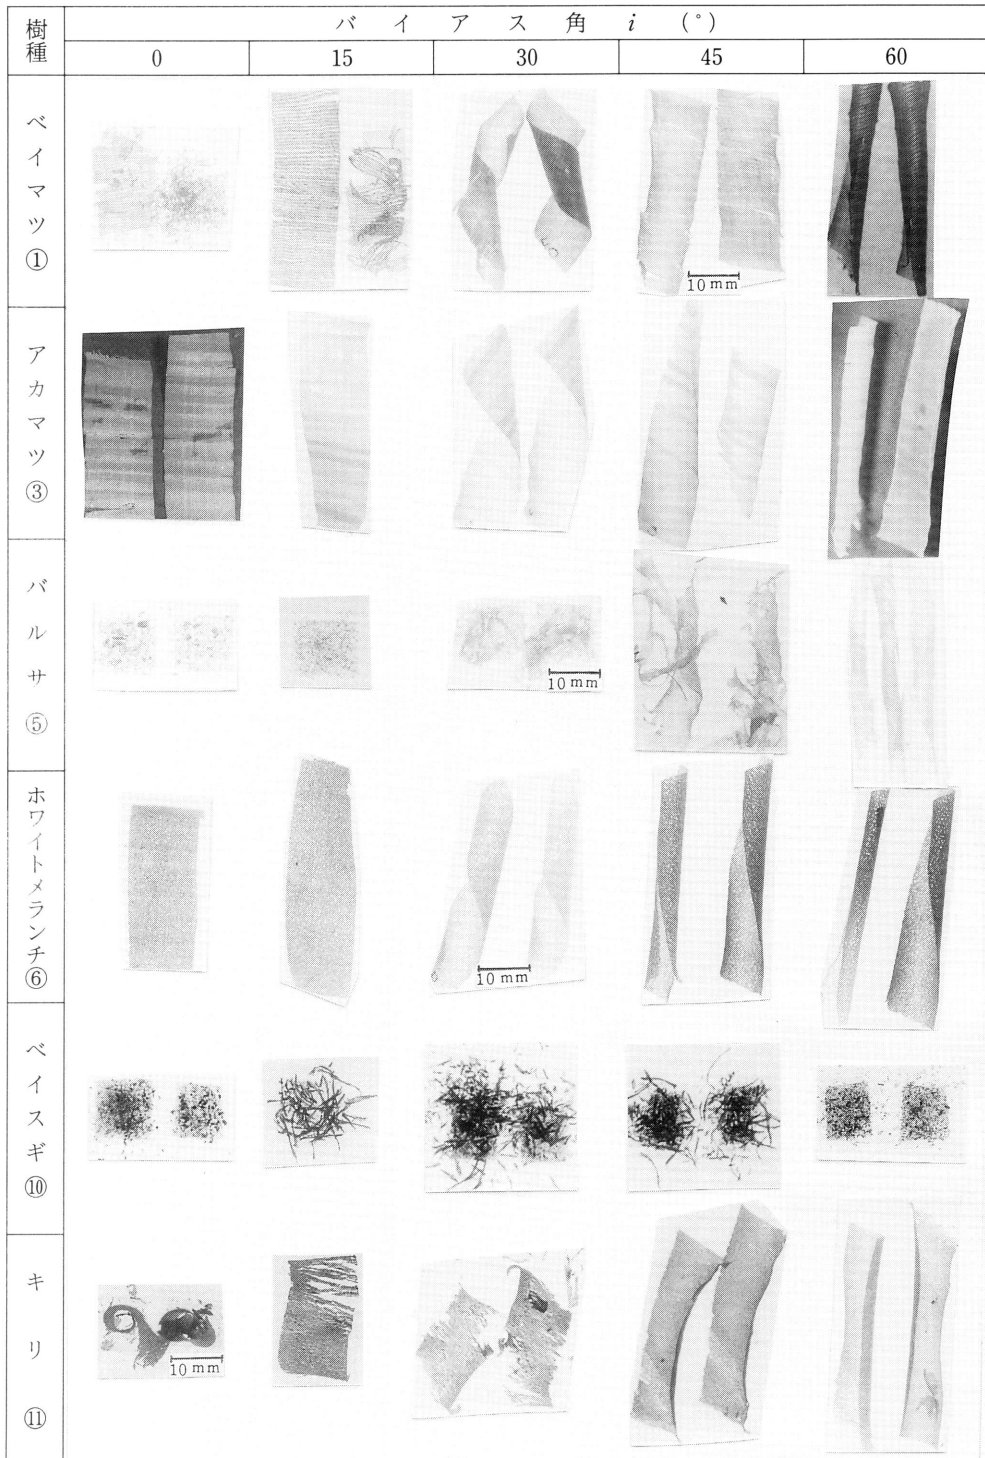 樹種
バイアス角 i (°)
0 15 30 45 60
ベイマツ①
10 mm
アカマツ③
バルサ⑤
10 mm
ホワイトメランチ⑥
10 mm
ベイスギ⑩
キリ⑪
10 mm